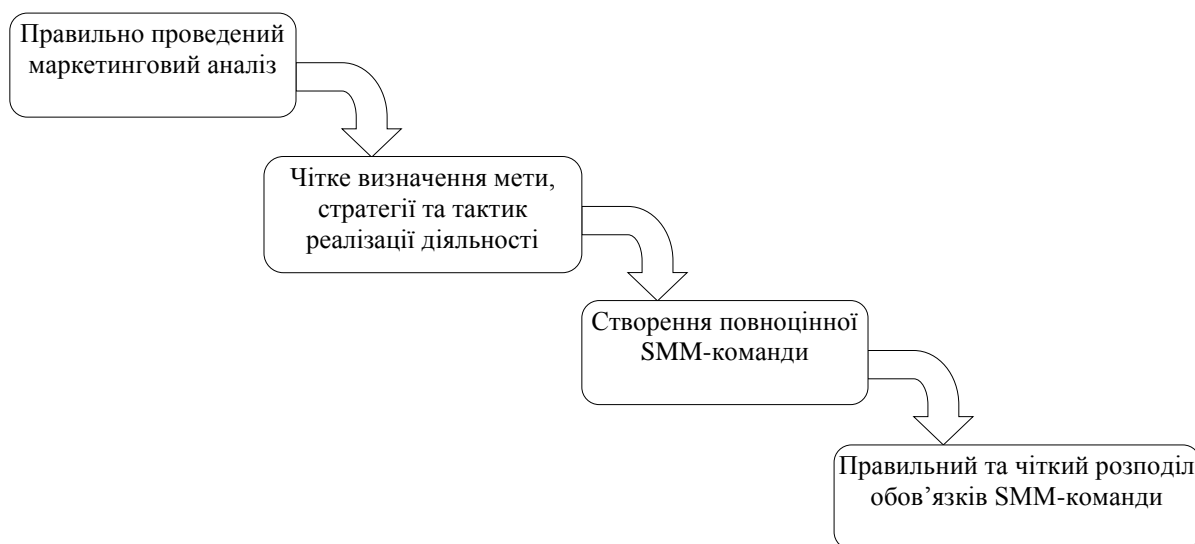 Правильно проведений
маркетинговий аналіз
Чітке визначення мети,
стратегії та тактик
реалізації діяльності
Створення повноцінної
SMM-команди
Правильний та чіткий розподіл
обов’язків SMM-команди